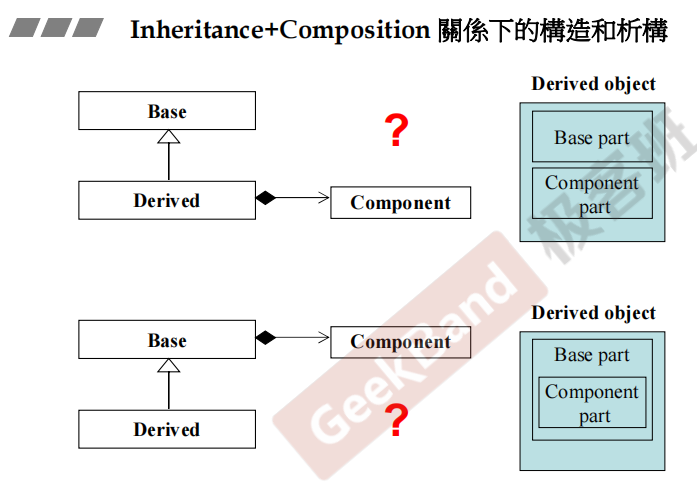 Inheritance+Composition 關係下的構造和析構
Derived object
Base
?
Base part
Derived
Component
Component
part
Derived object
Base
Component
Base part
Component
part
Derived
?
GeekBand 极客班